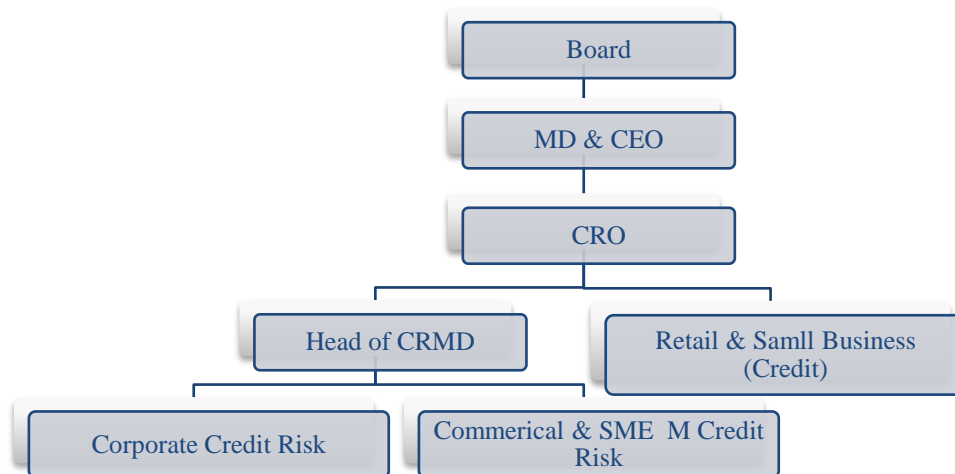 Board
MD & CEO
CRO
Head of CRMD
Retail & Samll Business
(Credit)
Corporate Credit Risk
Commerical & SME M Credit
Risk